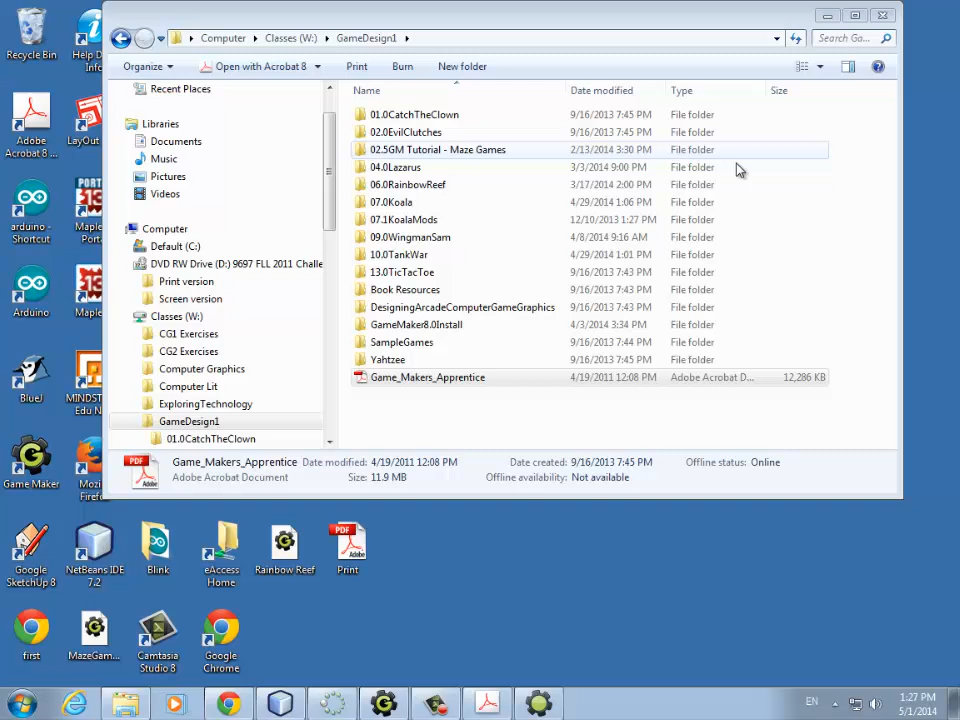 Computer Classes (W:) GameDesign1 Search Ga...
Organize Open with Acrobat 8 Print Burn New folder
Name Date modified Type Size
Recent Places
Libraries
Documents
Music
Pictures
Videos
Computer
Default (C:)
DVD RW Drive (D:) 9697 FLL 2011 Challe
Print version
Screen version
Classes (W:)
CG1 Exercises
CG2 Exercises
Computer Graphics
Computer Lit
ExploringTechnology
GameDesign1
01.0CatchTheClown
01.0CatchTheClown 9/16/2013 7:45 PM File folder
02.0EvilClutches 9/16/2013 7:45 PM File folder
02.5GM Tutorial - Maze Games 2/13/2014 3:30 PM File folder
04.0Lazarus 3/3/2014 9:00 PM File folder
06.0RainbowReef 3/17/2014 2:00 PM File folder
07.0Koala 4/29/2014 1:06 PM File folder
07.1KoalaMods 12/10/2013 1:27 PM File folder
09.0WingmanSam 4/8/2014 9:16 AM File folder
10.0TankWar 4/29/2014 1:01 PM File folder
13.0TicTacToe 9/16/2013 7:43 PM File folder
Book Resources 9/16/2013 7:43 PM File folder
DesigningArcadeComputerGameGraphics 9/16/2013 7:43 PM File folder
GameMaker8.0Install 4/3/2014 3:34 PM File folder
SampleGames 9/16/2013 7:44 PM File folder
Yahtzee 9/16/2013 7:45 PM File folder
Game_Makers_Apprentice 4/19/2011 12:08 PM Adobe Acrobat D... 12,286 KB
PDF
Adobe
Game_Makers_Apprentice Date modified: 4/19/2011 12:08 PM Date created: 9/16/2013 7:45 PM Offline status: Online
Adobe Acrobat Document Size: 11.9 MB Offline availability: Not available
Recycle Bin
Help D
Info
Adobe
Acrobat 8 ...
LayOut
arduino -
Shortcut
PORT
13
Maple
Porta
Arduino
Maple
BlueJ
MINDST
Edu N
Game Maker
Mozi
Firef
Google
SketchUp 8
NetBeans IDE
7.2
Blink
eAccess
Home
Rainbow Reef
PDF
Adobe
Print
first
MazeGam...
Camtasia
Studio 8
Google
Chrome
EN
1:27 PM
5/1/2014